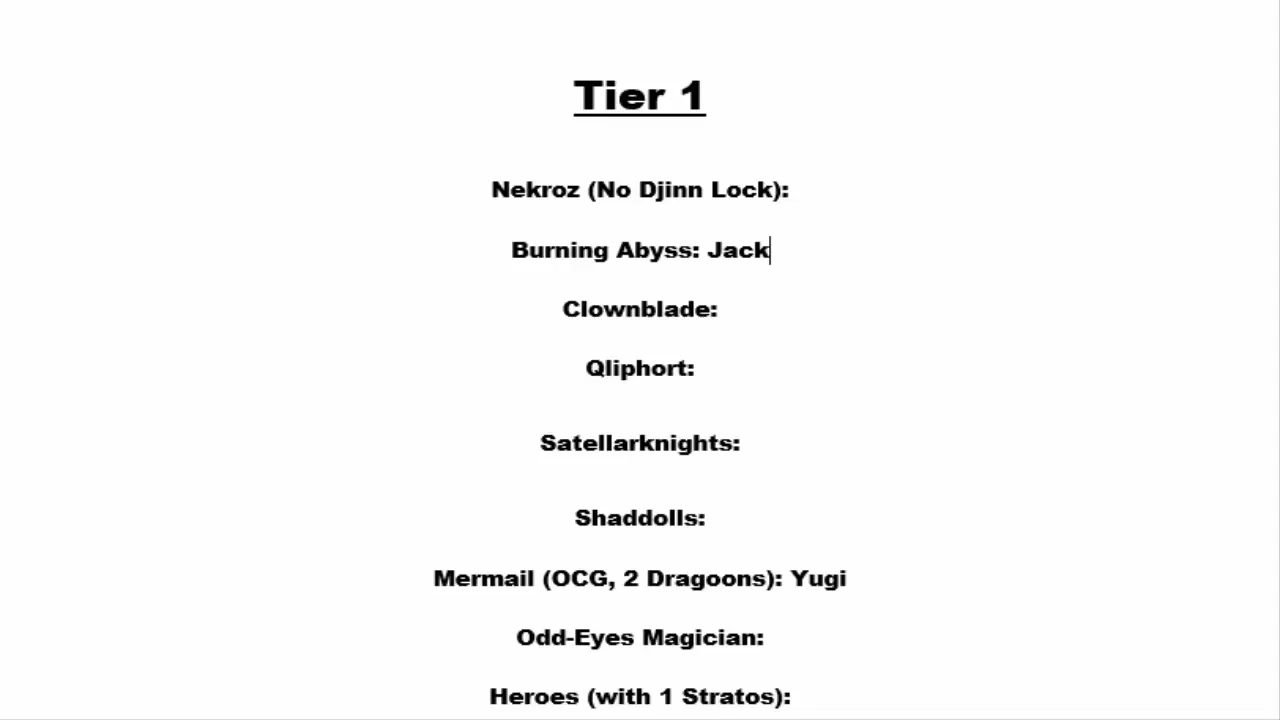 Tier 1
Nekroz (No Djinn Lock):
Burning Abyss: Jack
Clownblade:
Qliphort:
Satellarknights:
Shaddolls:
Mermail (OCG, 2 Dragoons): Yugi
Odd-Eyes Magician:
Heroes (with 1 Stratos):